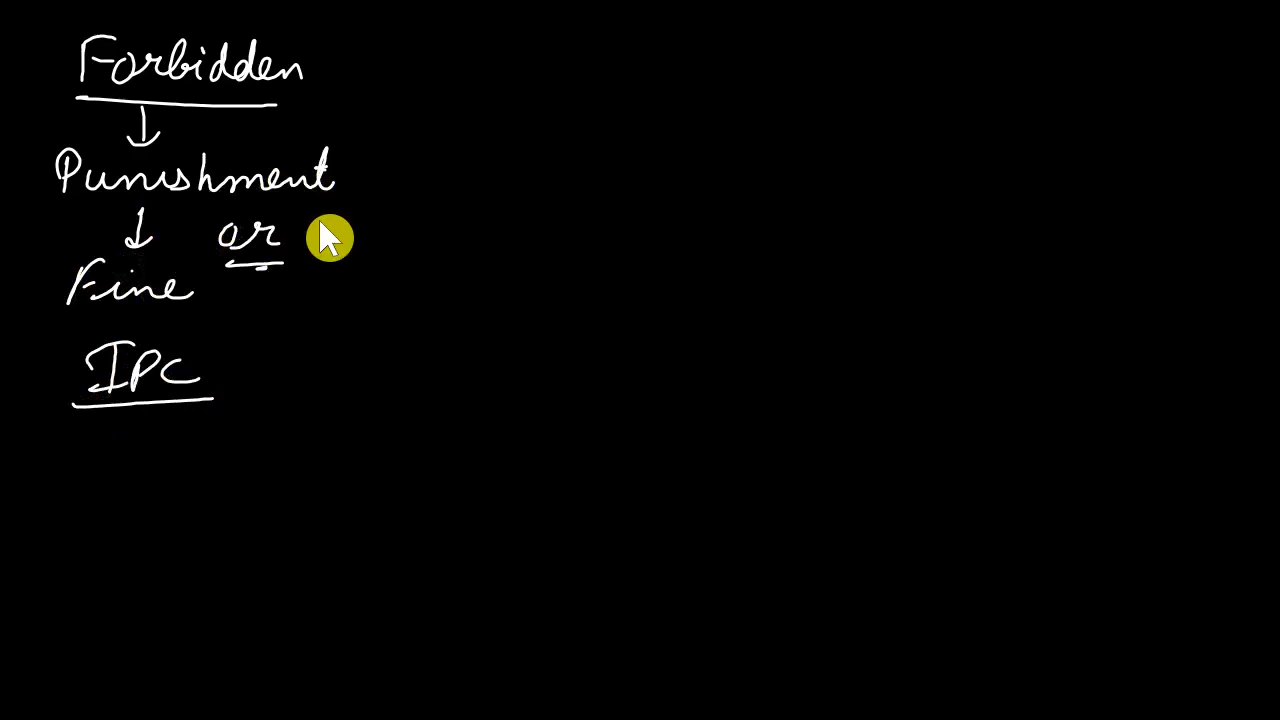 Forbidden
↓
Punishment
↓ or
Fine
IPC